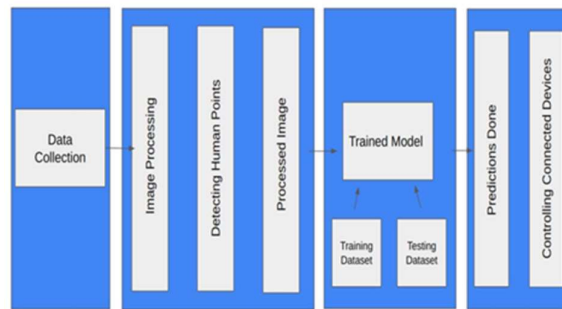 Data
Collection
Image Processing
Detecting Human Points
Processed Image
Trained Model
Training
Dataset
Testing
Dataset
Predictions Done
Controlling Connected Devices